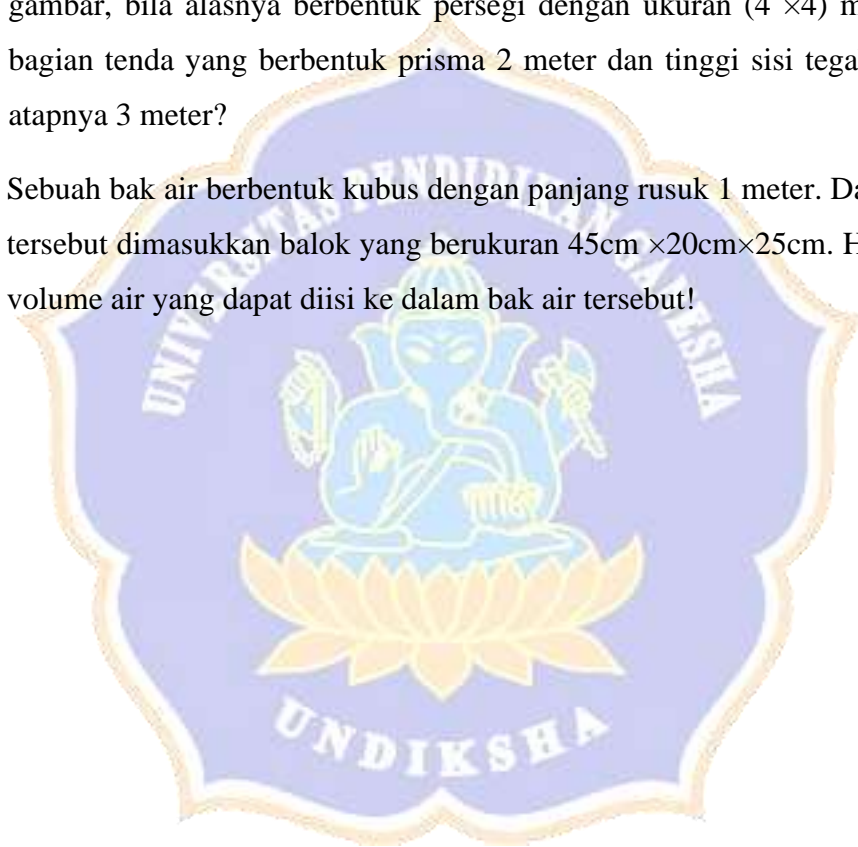 gambar, bila alasnya berbentuk persegi dengan ukuran (4 ×4) m
bagian tenda yang berbentuk prisma 2 meter dan tinggi sisi tega
atapnya 3 meter?
Sebuah bak air berbentuk kubus dengan panjang rusuk 1 meter. Da
tersebut dimasukkan balok yang berukuran 45cm ×20cm×25cm. H
volume air yang dapat diisi ke dalam bak air tersebut!
UNIVERSITAS PENDIDIKAN GANESHA
UNDIKSHA